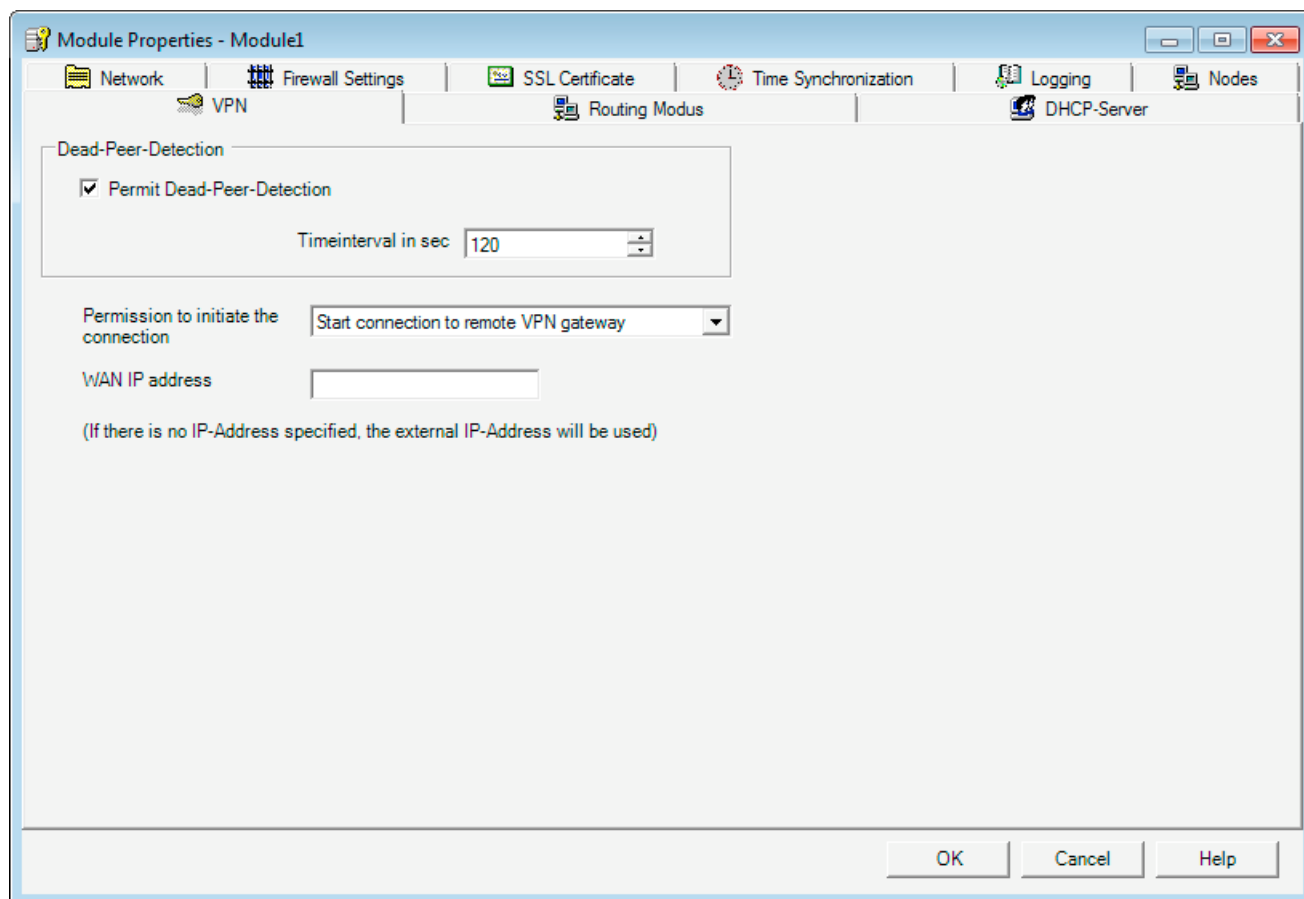 Module Properties - Module1
Network Firewall Settings SSL Certificate Time Synchronization Logging Nodes
VPN Routing Modus DHCP-Server
Dead-Peer-Detection
Permit Dead-Peer-Detection
Timeinterval in sec 120
Permission to initiate the
connection
Start connection to remote VPN gateway
WAN IP address
(If there is no IP-Address specified, the external IP-Address will be used)
OK Cancel Help